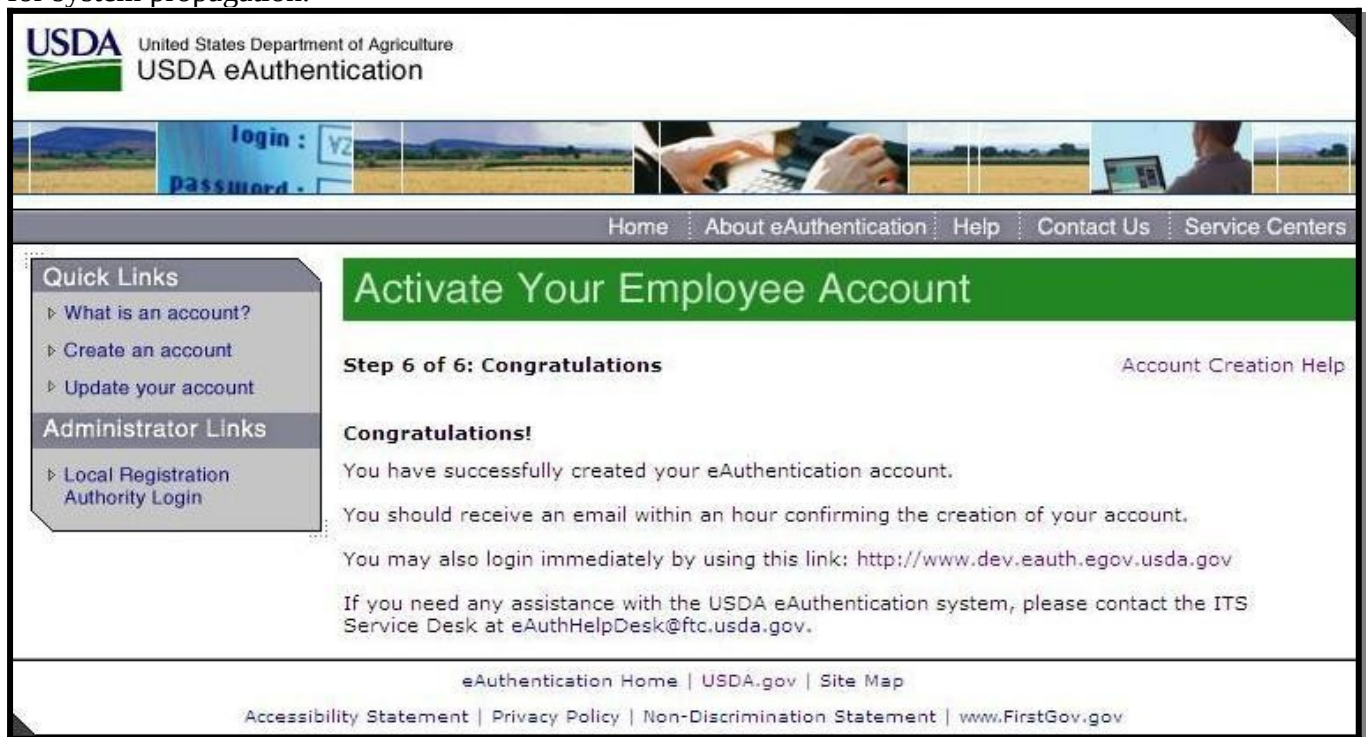 for system propagation.
USDA
United States Department of Agriculture
USDA eAuthentication
login :
password :
Home
About eAuthentication
Help
Contact Us
Service Centers
Quick Links
What is an account?
Create an account
Update your account
Administrator Links
Local Registration
Authority Login
Activate Your Employee Account
Step 6 of 6: Congratulations
Account Creation Help
Congratulations!
You have successfully created your eAuthentication account.
You should receive an email within an hour confirming the creation of your account.
You may also login immediately by using this link: http://www.dev.eauth.egov.usda.gov
If you need any assistance with the USDA eAuthentication system, please contact the ITS
Service Desk at eAuthHelpDesk@ftc.usda.gov.
eAuthentication Home | USDA.gov | Site Map
Accessibility Statement | Privacy Policy | Non-Discrimination Statement | www.FirstGov.gov